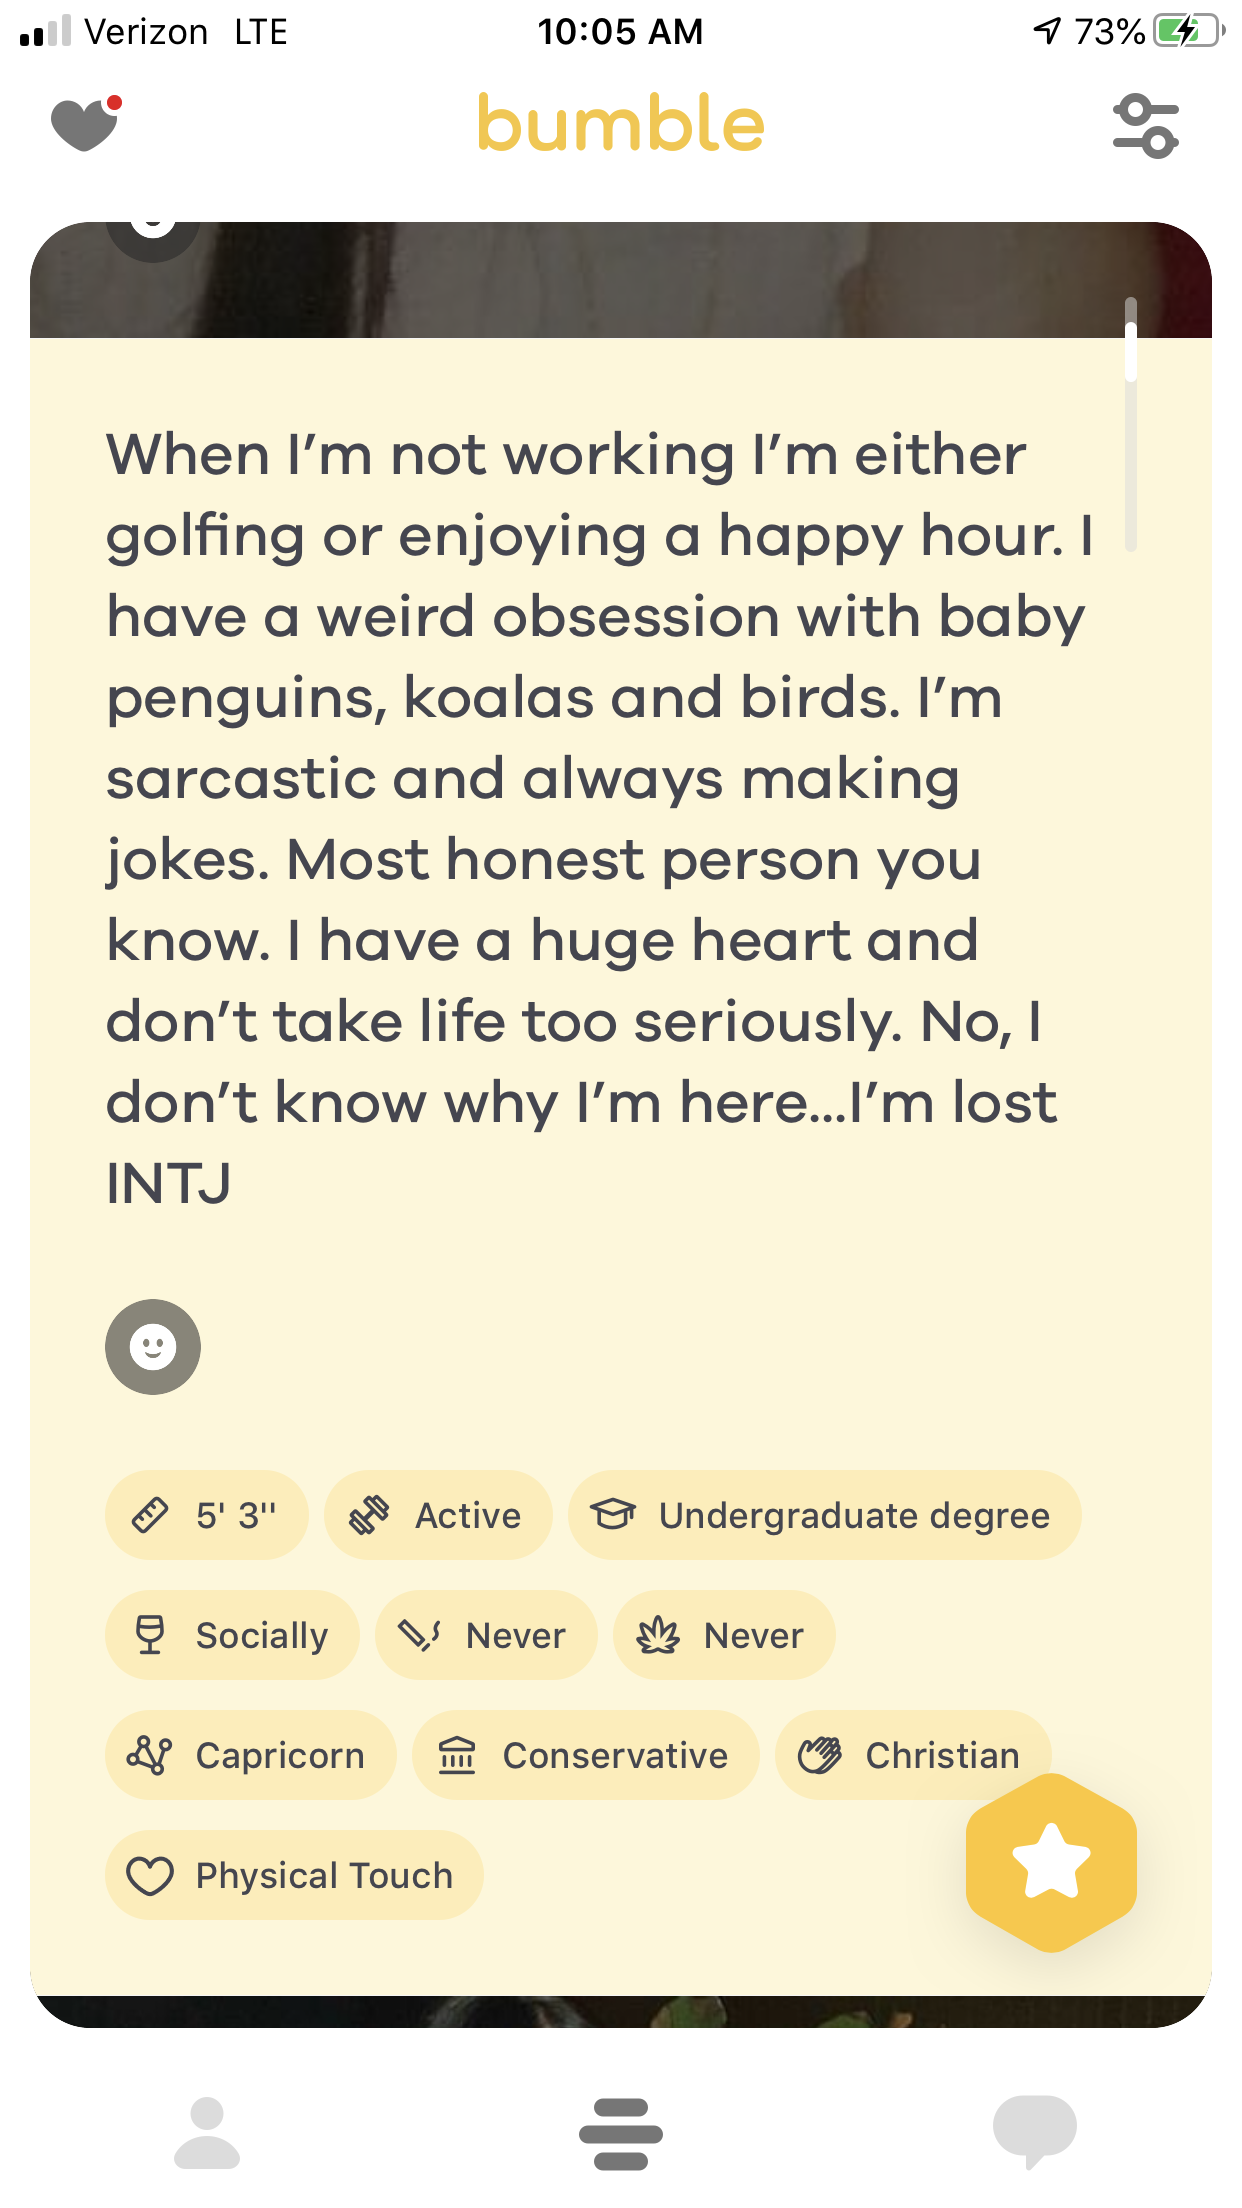 Verizon LTE 10:05 AM 73%
bumble
When I’m not working I’m either
golfing or enjoying a happy hour. I
have a weird obsession with baby
penguins, koalas and birds. I’m
sarcastic and always making
jokes. Most honest person you
know. I have a huge heart and
don’t take life too seriously. No, I
don’t know why I’m here...I’m lost
INTJ
5' 3" Active Undergraduate degree
Socially Never Never
Capricorn Conservative Christian
Physical Touch